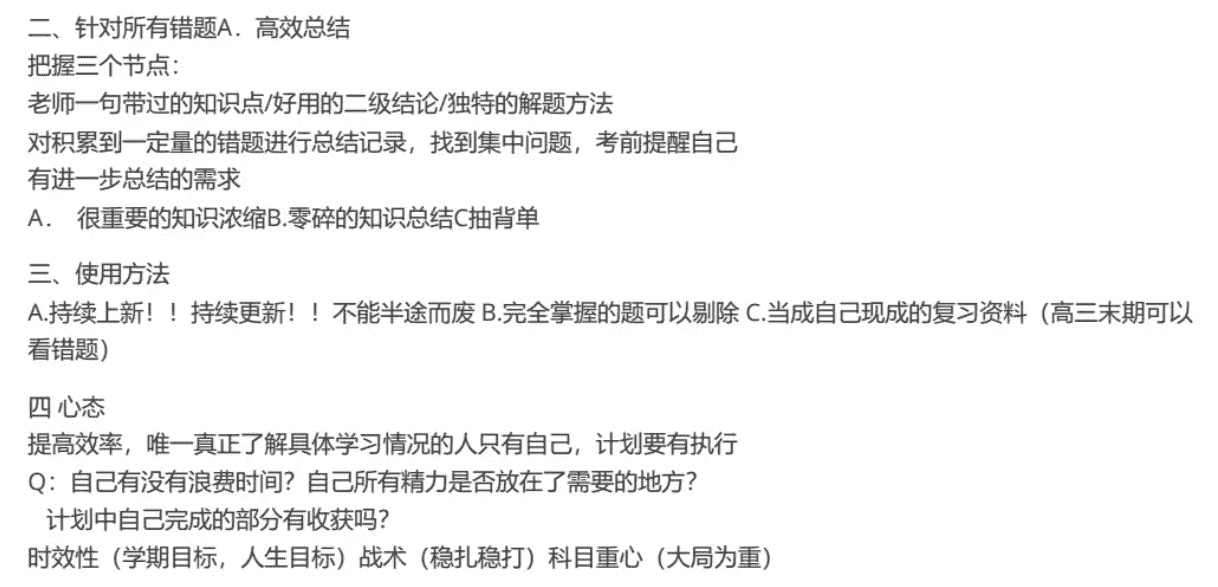 二、针对所有错题A．高效总结
把握三个节点：
老师一句带过的知识点/好用的二级结论/独特的解题方法
对积累到一定量的错题进行总结记录，找到集中问题，考前提醒自己
有进一步总结的需求
A． 很重要的知识浓缩B.零碎的知识总结C抽背单
三、使用方法
A.持续上新！！持续更新！！不能半途而废 B.完全掌握的题可以剔除 C.当成自己现成的复习资料（高三末期可以
看错题）
四 心态
提高效率，唯一真正了解具体学习情况的人只有自己，计划要有执行
Q：自己有没有浪费时间？自己所有精力是否放在了需要的地方？
计划中自己完成的部分有收获吗？
时效性（学期目标，人生目标）战术（稳扎稳打）科目重心（大局为重）